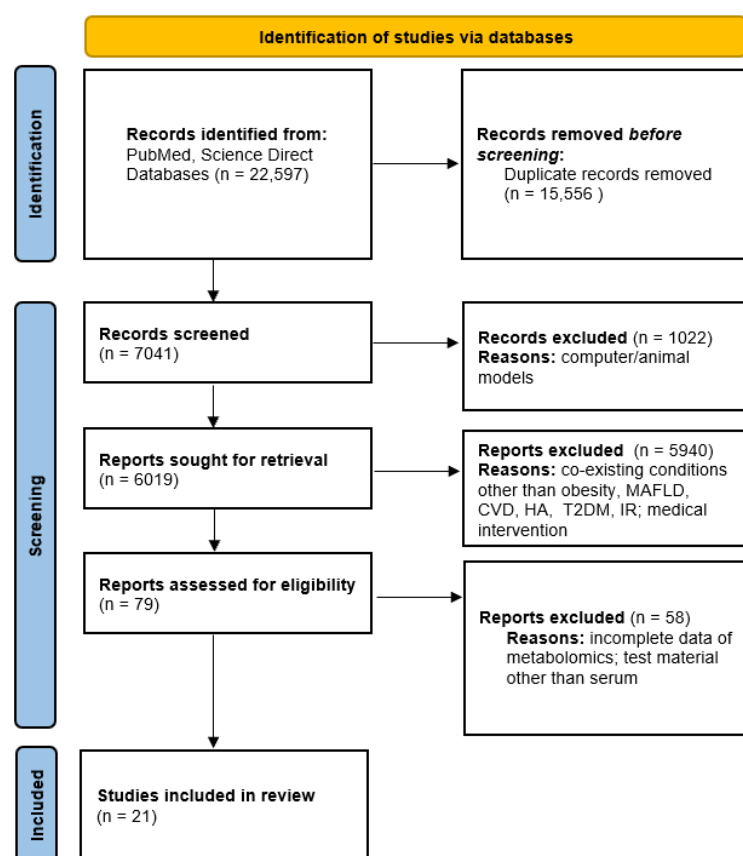 Identification of studies via databases
Identification
Records identified from:
PubMed, Science Direct
Databases (n = 22,597)
Records removed before
screening:
Duplicate records removed
(n = 15,556 )
Screening
Records screened
(n = 7041)
Records excluded (n = 1022)
Reasons: computer/animal
models
Reports sought for retrieval
(n = 6019)
Reports excluded (n = 5940)
Reasons: co-existing conditions
other than obesity, MAFLD,
CVD, HA, T2DM, IR; medical
intervention
Reports assessed for eligibility
(n = 79)
Reports excluded (n = 58)
Reasons: incomplete data of
metabolomics; test material
other than serum
Included
Studies included in review
(n = 21)